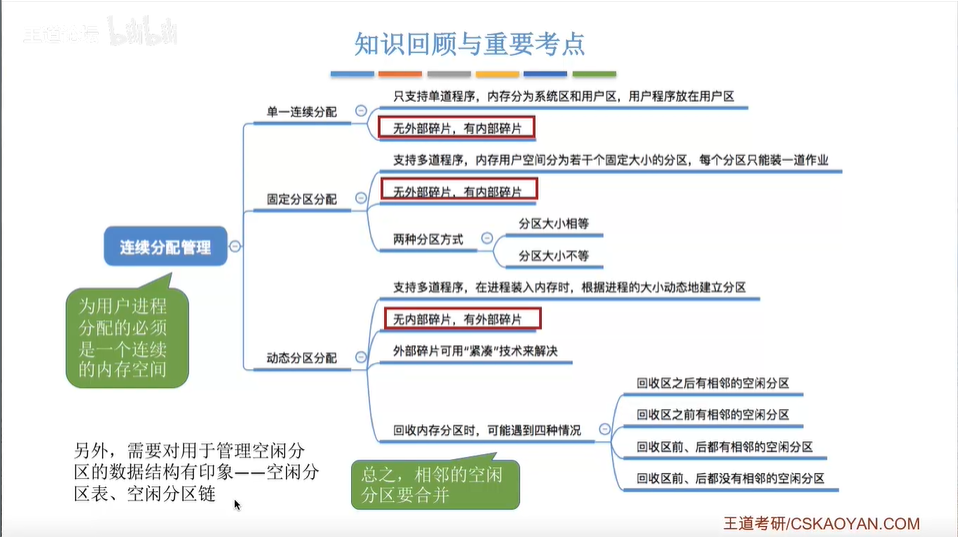 王道考研
bilibili
知识回顾与重要考点
连续分配管理
为用户进程
分配的必须
是一个连续
的内存空间
单一连续分配
只支持单道程序，内存分为系统区和用户区，用户程序放在用户区
无外部碎片，有内部碎片
固定分区分配
支持多道程序，内存用户空间分为若干个固定大小的分区，每个分区只能装一道作业
无外部碎片，有内部碎片
两种分区方式
分区大小相等
分区大小不等
动态分区分配
支持多道程序，在进程装入内存时，根据进程的大小动态地建立分区
无内部碎片，有外部碎片
外部碎片可用“紧凑”技术来解决
回收内存分区时，可能遇到四种情况
回收区之后有相邻的空闲分区
回收区之前有相邻的空闲分区
回收区前、后都有相邻的空闲分区
回收区前、后都没有相邻的空闲分区
总之，相邻的空闲
分区要合并
另外，需要对用于管理空闲分
区的数据结构有印象——空闲分
区表、空闲分区链
王道考研/CSKAOYAN.COM